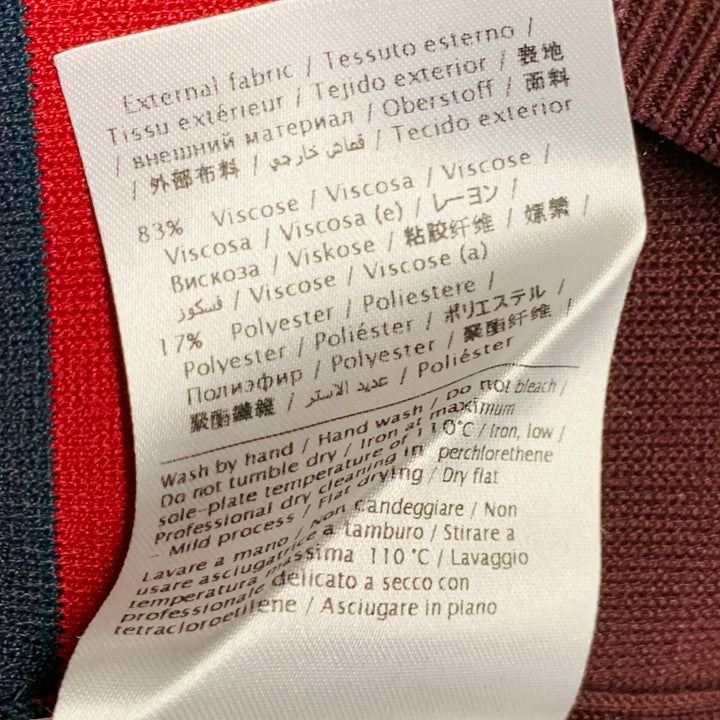 External fabric / Tessuto esterno /
Tissu extérieur / Tejido exterior / 表地
/ внешний материал / Oberstoff / 面料
/ 外部布料 / قماش خارجي / Tecido exterior
83% Viscose / Viscosa / Viscose /
Viscosa / Viscosa (e) / レーヨン /
Вискоза / Viskose / 粘胶纤维 / 嫘縈 /
فسكوز / Viscose / Viscose (a)
17% Polyester / Poliestere /
Polyester / Poliéster / ポリエステル /
Полиэфир / Polyester / 聚酯纤维 /
聚酯纖維 / عديد الاستر / Poliéster
Wash by hand / Hand wash / Do not bleach /
Do not tumble dry / Iron at maximum
sole-plate temperature of 110°C / Iron, low /
Professional dry cleaning in perchlorethene
- Mild process / Flat drying / Dry flat
Lavare a mano / Non candeggiare / Non
usare asciugatrice a tamburo / Stirare a
temperatura massima 110 °C / Lavaggio
professionale delicato a secco con
tetracloroetilene / Asciugare in piano